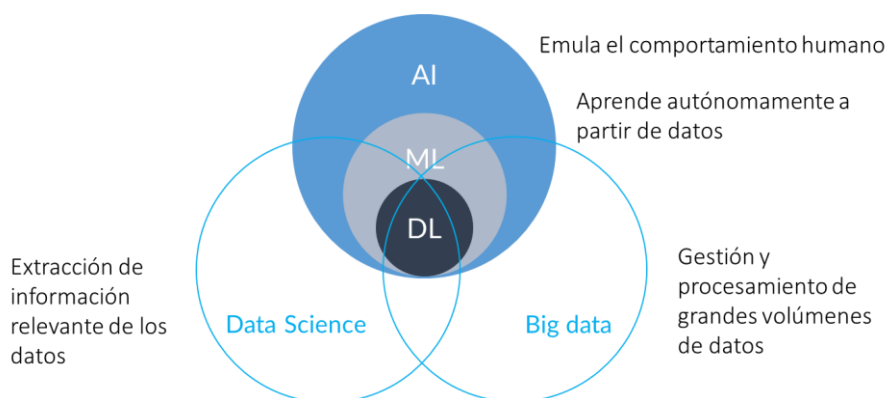 AI
Emula el comportamiento humano
Aprende autónomamente a
partir de datos
ML
DL
Extracción de
información
relevante de los
datos
Data Science
Big data
Gestión y
procesamiento de
grandes volúmenes
de datos